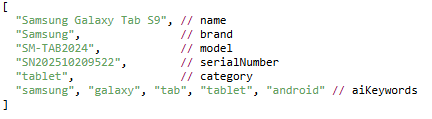 [
"Samsung Galaxy Tab S9", // name
"Samsung", // brand
"SM-TAB2024", // model
"SN202510209522", // serialNumber
"tablet", // category
"samsung", "galaxy", "tab", "tablet", "android" // aiKeywords
]